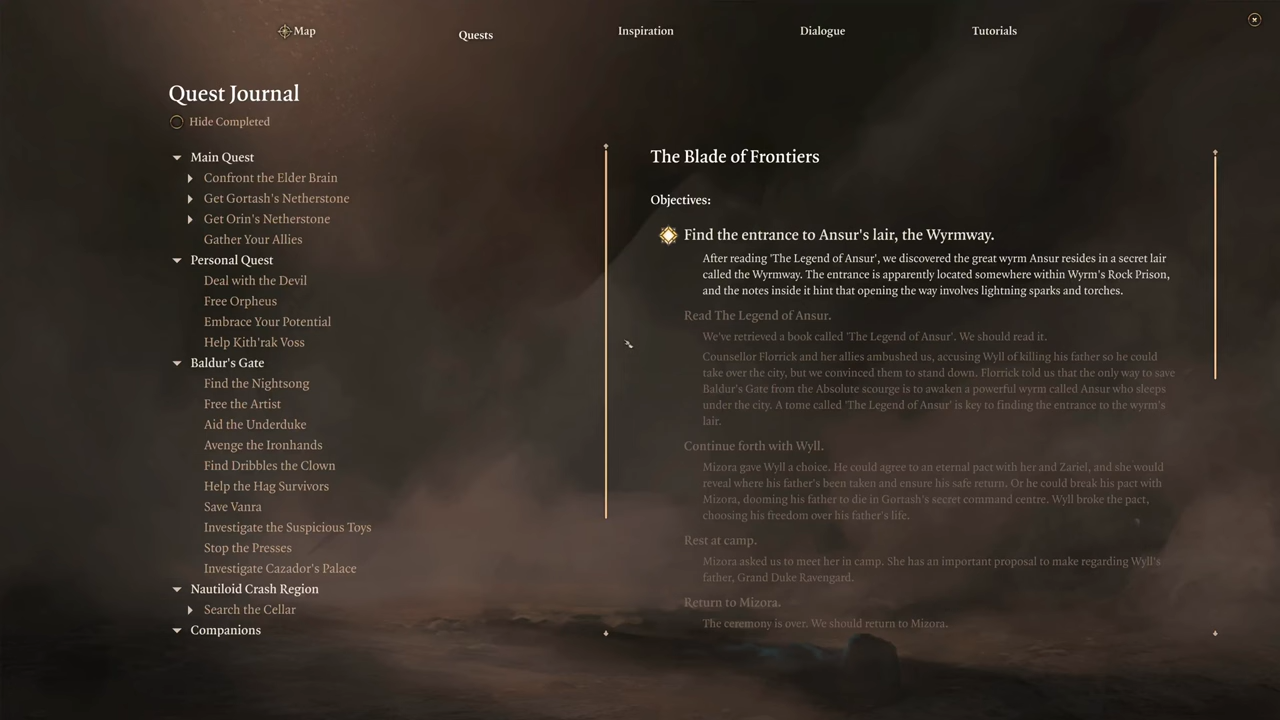 Map
Quests
Inspiration
Dialogue
Tutorials
Quest Journal
Hide Completed
Main Quest
Confront the Elder Brain
Get Gortash's Netherstone
Get Orin's Netherstone
Gather Your Allies
Personal Quest
Deal with the Devil
Free Orpheus
Embrace Your Potential
Help Kith'rak Voss
Baldur's Gate
Find the Nightsong
Free the Artist
Aid the Underduke
Avenge the Ironhands
Find Dribbles the Clown
Help the Hag Survivors
Save Vanra
Investigate the Suspicious Toys
Stop the Presses
Investigate Cazador's Palace
Nautiloid Crash Region
Search the Cellar
Companions
The Blade of Frontiers
Objectives:
Find the entrance to Ansur's lair, the Wyrmway.
After reading 'The Legend of Ansur', we discovered the great wyrm Ansur resides in a secret lair
called the Wyrmway. The entrance is apparently located somewhere within Wyrm's Rock Prison,
and the notes inside it hint that opening the way involves lightning sparks and torches.
Read The Legend of Ansur.
We've retrieved a book called 'The Legend of Ansur'. We should read it.
Counsellor Florrick and her allies ambushed us, accusing Wyll of killing his father so he could
take over the city, but we convinced them to stand down. Florrick told us that the only way to save
Baldur's Gate from the Absolute scourge is to awaken a powerful wyrm called Ansur who sleeps
under the city. A tome called 'The Legend of Ansur' is key to finding the entrance to the wyrm's
lair.
Continue forth with Wyll.
Mizora gave Wyll a choice. He could agree to an eternal pact with her and Zariel, and she would
reveal where his father's been taken and ensure his safe return. Or he could break his pact with
Mizora, dooming his father to die in Gortash's secret command centre. Wyll broke the pact,
choosing his freedom over his father's life.
Rest at camp.
Mizora asked us to meet her in camp. She has an important proposal to make regarding Wyll's
father, Grand Duke Ravengard.
Return to Mizora.
The ceremony is over. We should return to Mizora.